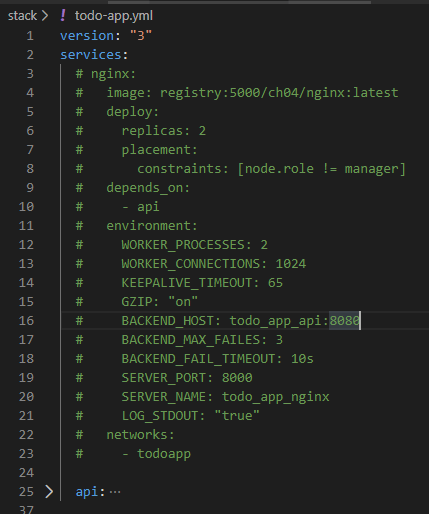 stack > ! todo-app.yml
1 version: "3"
2 services:
3 # nginx:
4 #   image: registry:5000/ch04/nginx:latest
5 #   deploy:
6 #     replicas: 2
7 #     placement:
8 #       constraints: [node.role != manager]
9 #   depends_on:
10 #     - api
11 #   environment:
12 #     WORKER_PROCESSES: 2
13 #     WORKER_CONNECTIONS: 1024
14 #     KEEPALIVE_TIMEOUT: 65
15 #     GZIP: "on"
16 #     BACKEND_HOST: todo_app_api:8080
17 #     BACKEND_MAX_FAILES: 3
18 #     BACKEND_FAIL_TIMEOUT: 10s
19 #     SERVER_PORT: 8000
20 #     SERVER_NAME: todo_app_nginx
21 #     LOG_STDOUT: "true"
22 #   networks:
23 #     - todoapp
24
25 > api:···
37